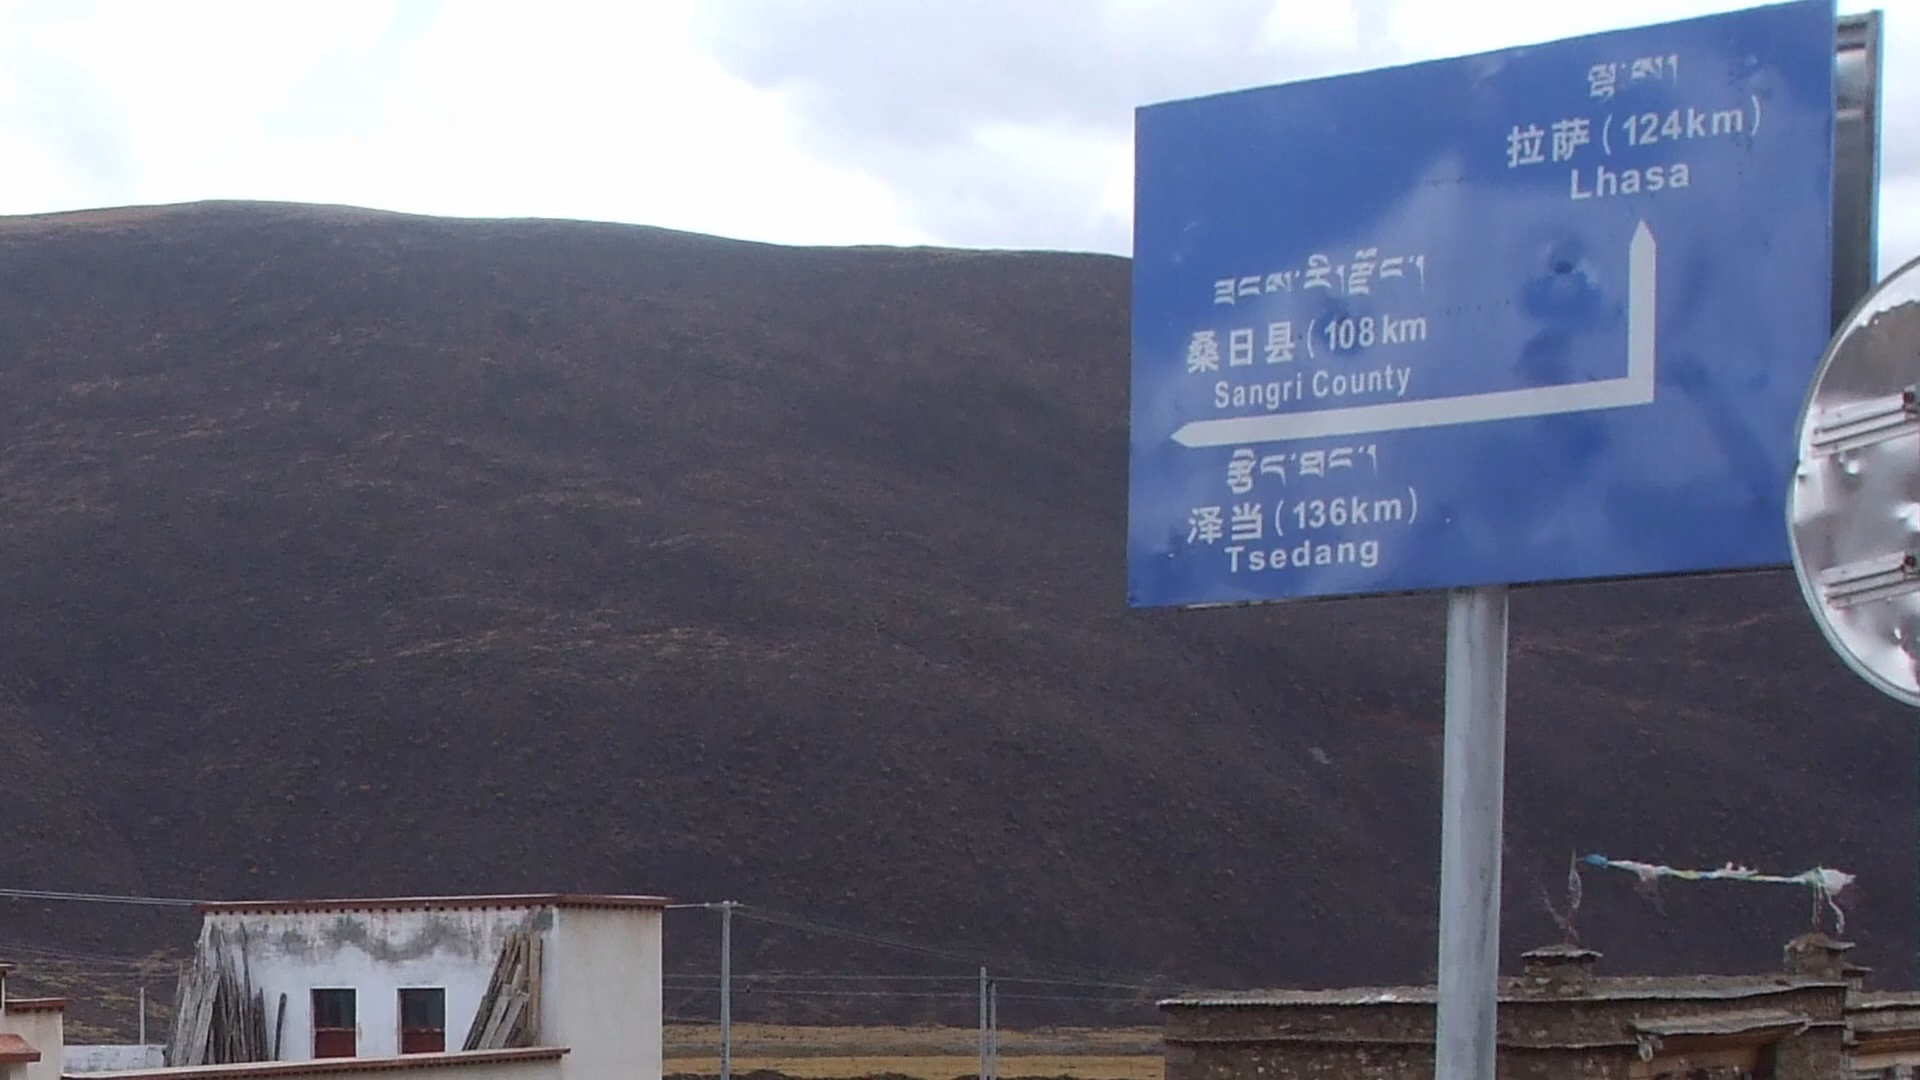 ལྷ་ས།
拉萨(124km)
Lhasa
ཟངས་རི།རྫོང་།
桑日县(108km
Sangri County
རྩེད་ཐང་།
泽当(136km)
Tsedang